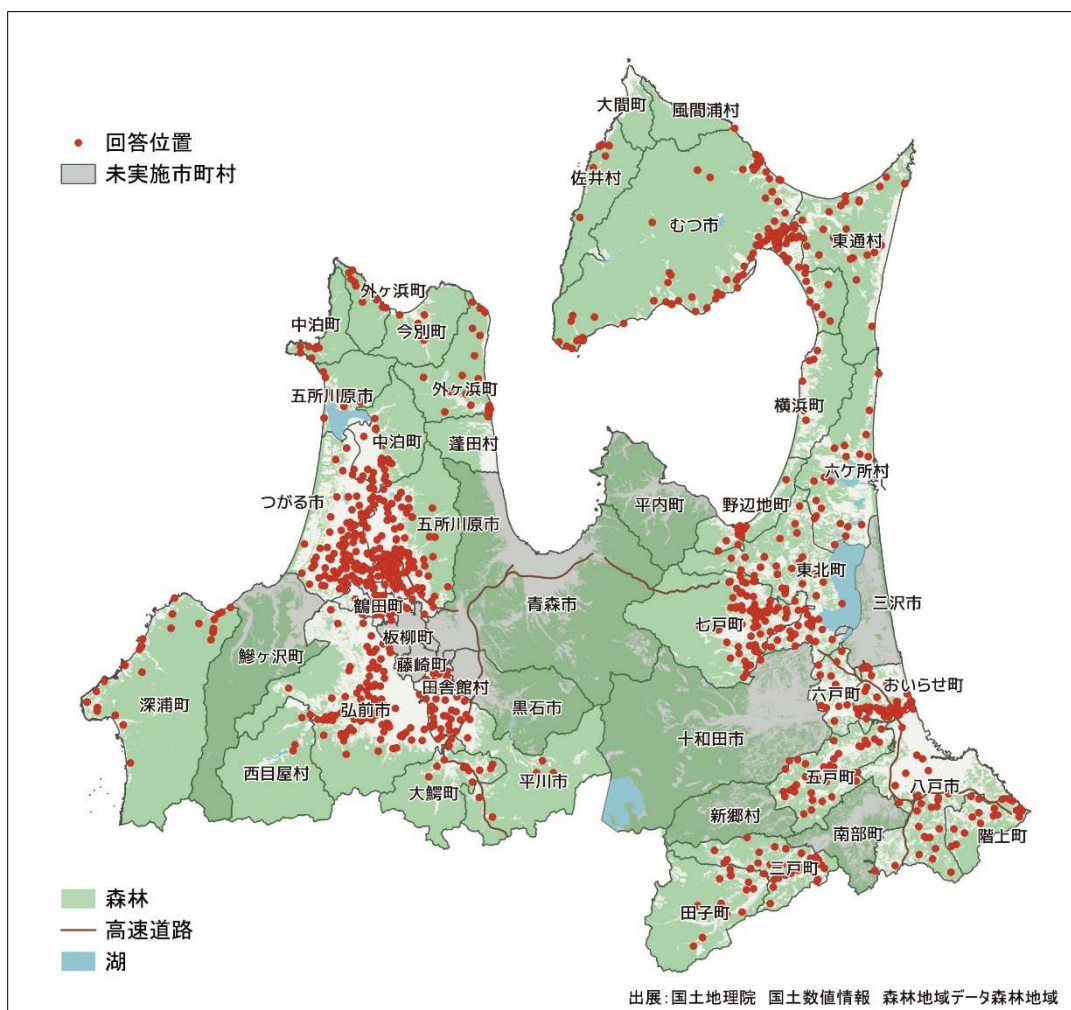 回答位置
未実施市町村
大間町
風間浦村
佐井村
むつ市
東通村
外ヶ浜町
中泊町
今別町
五所川原市
外ヶ浜町
横浜町
中泊町
蓬田村
六ケ所村
つがる市
五所川原市
平内町
野辺地町
東北町
鶴田町
青森市
三沢市
七戸町
板柳町
鰺ヶ沢町
藤崎町
田舎館村
おいらせ町
六戸町
深浦町
弘前市
黒石市
十和田市
西目屋村
平川市
五戸町
八戸市
大鰐町
新郷村
南部町
階上町
三戸町
田子町
森林
高速道路
湖
出展:国土地理院 国土数値情報 森林地域データ森林地域